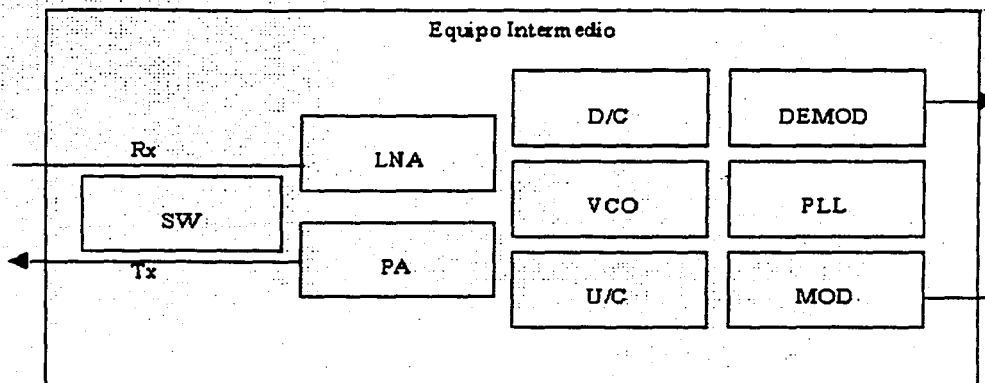 Equipo Intermedio
D/C
DEMOD
Rx
LNA
SW
VCO
PLL
Tx
PA
U/C
MOD